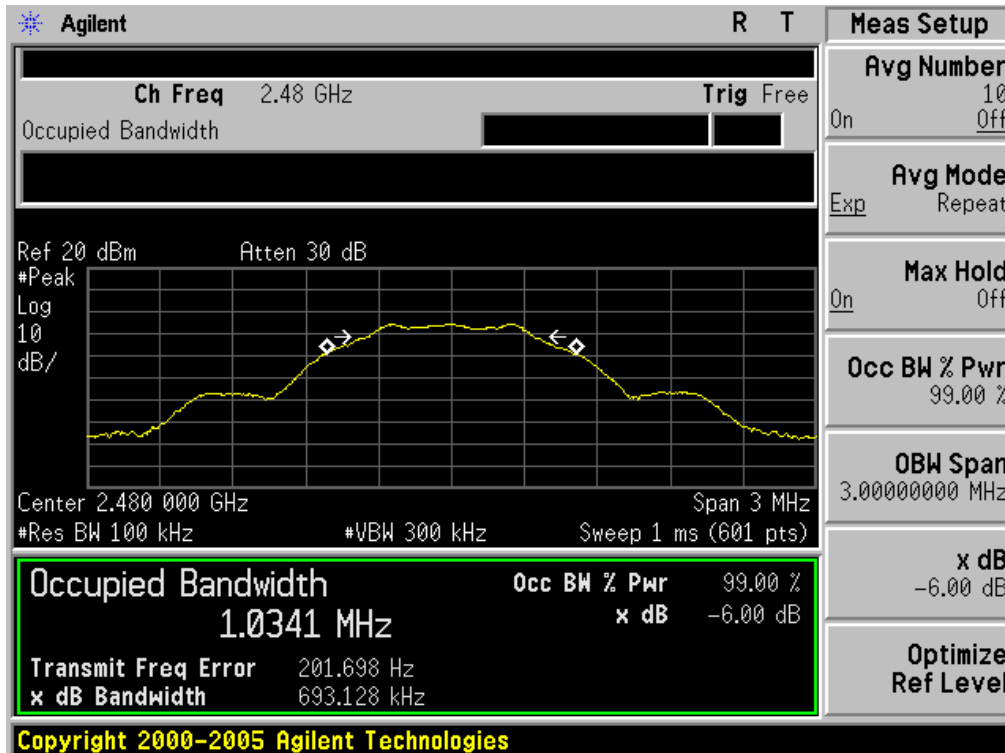 Agilent R T
Ch Freq 2.48 GHz Trig Free
Occupied Bandwidth
Ref 20 dBm Atten 30 dB
#Peak
Log
10
dB/
Center 2.480 000 GHz Span 3 MHz
#Res BW 100 kHz #VBW 300 kHz Sweep 1 ms (601 pts)
Occupied Bandwidth Occ BW % Pwr 99.00 %
1.0341 MHz x dB -6.00 dB
Transmit Freq Error 201.698 Hz
x dB Bandwidth 693.128 kHz
Copyright 2000-2005 Agilent Technologies
Meas Setup
Avg Number
10
On Off
Avg Mode
Exp Repeat
Max Hold
On Off
Occ BW % Pwr
99.00 %
OBW Span
3.00000000 MHz
x dB
-6.00 dB
Optimize
Ref Level